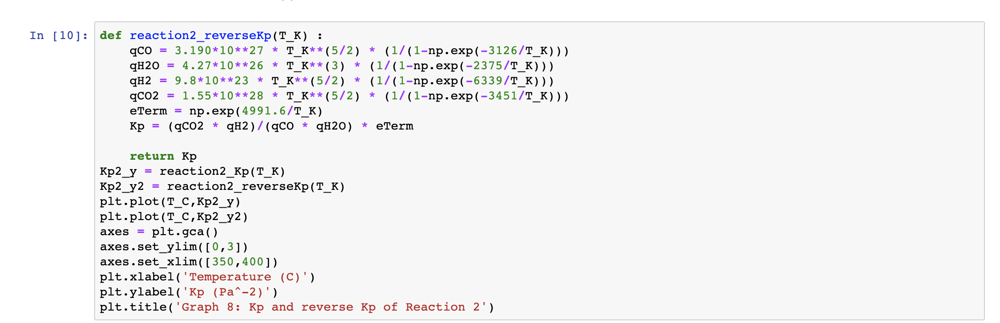 In [10]: def reaction2_reverseKp(T_K) :
    qCO = 3.190*10**27 * T_K**(5/2) * (1/(1-np.exp(-3126/T_K)))
    qH2O = 4.27*10**26 * T_K**(3) * (1/(1-np.exp(-2375/T_K)))
    qH2 = 9.8*10**23 * T_K**(5/2) * (1/(1-np.exp(-6339/T_K)))
    qCO2 = 1.55*10**28 * T_K**(5/2) * (1/(1-np.exp(-3451/T_K)))
    eTerm = np.exp(4991.6/T_K)
    Kp = (qCO2 * qH2)/(qCO * qH2O) * eTerm
    return Kp
Kp2_y = reaction2_Kp(T_K)
Kp2_y2 = reaction2_reverseKp(T_K)
plt.plot(T_C,Kp2_y)
plt.plot(T_C,Kp2_y2)
axes = plt.gca()
axes.set_ylim([0,3])
axes.set_xlim([350,400])
plt.xlabel('Temperature (C)')
plt.ylabel('Kp (Pa^-2)')
plt.title('Graph 8: Kp and reverse Kp of Reaction 2')